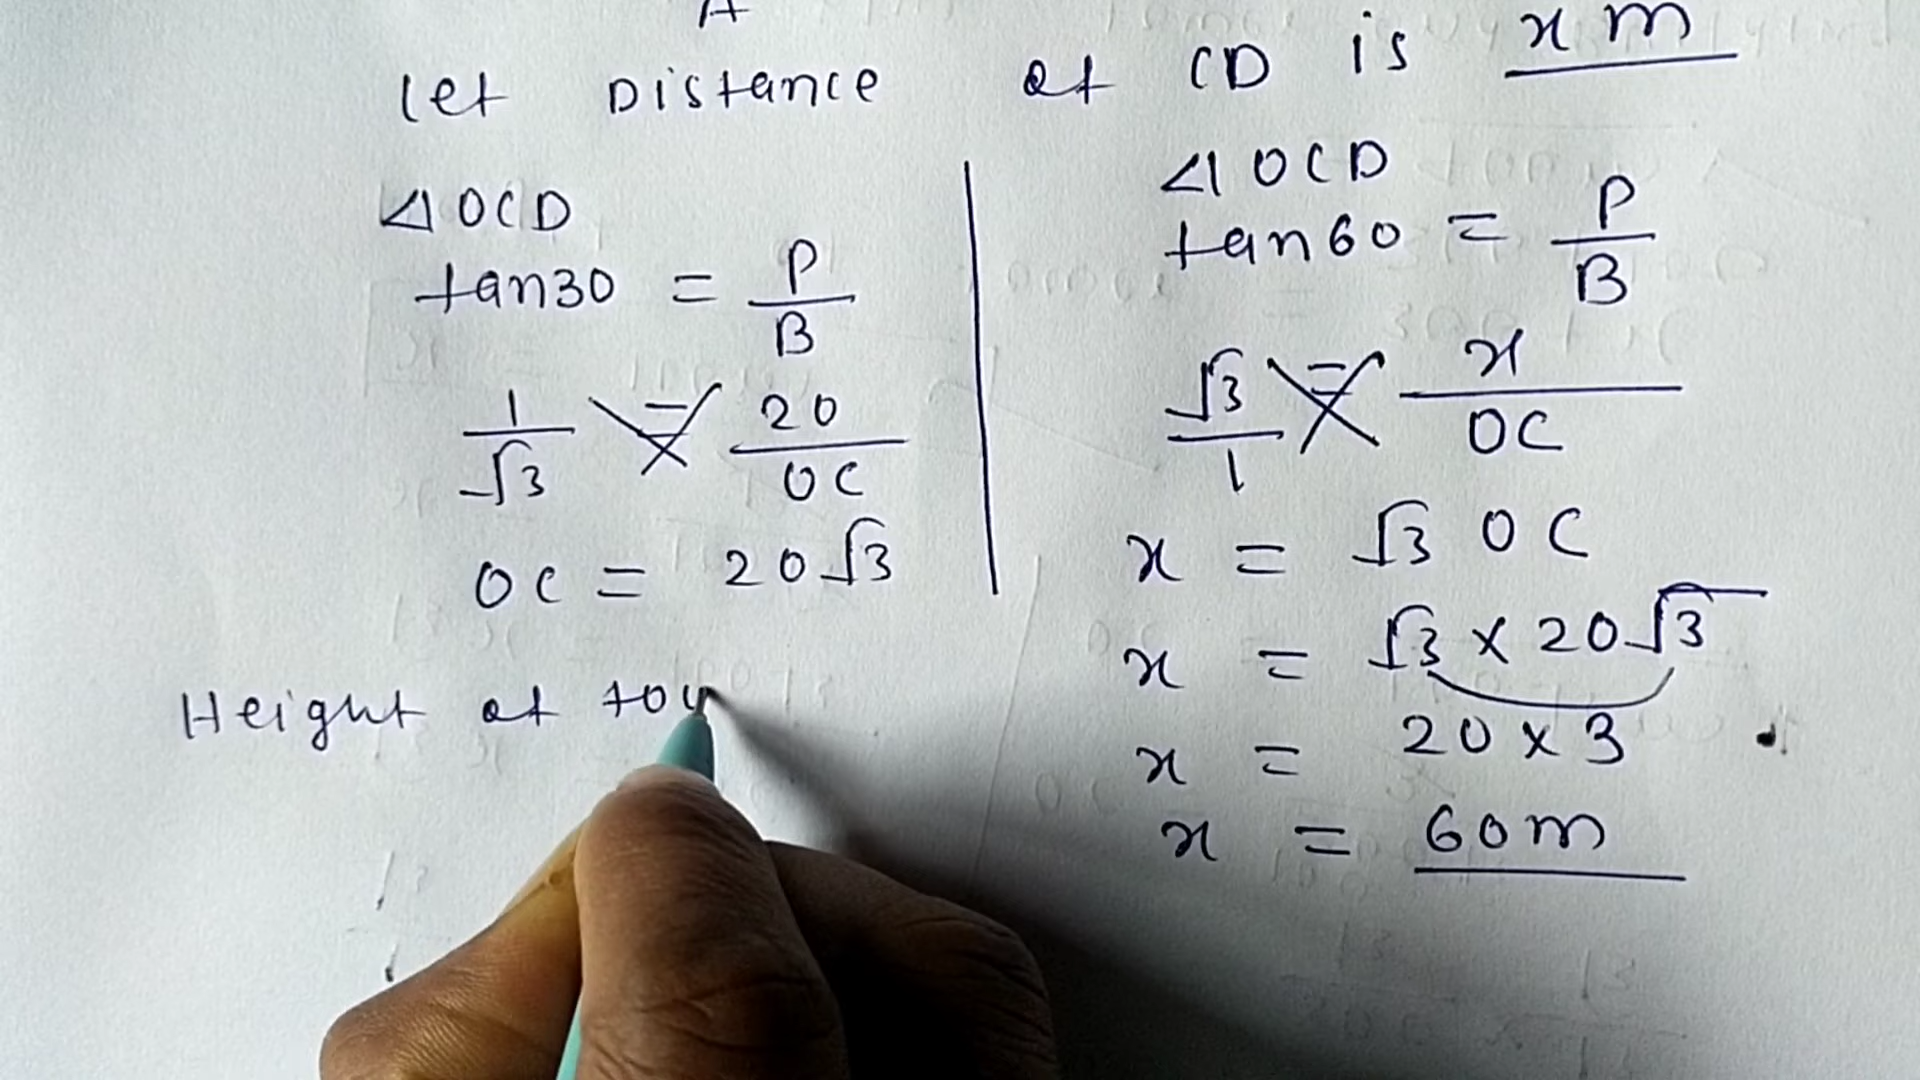 A
Let Distance of CD is x m
△OCD
tan30 = P/B
1/√3 = 20/OC
OC = 20√3
△OCD
tan60 = P/B
√3/1 = x/OC
x = √3 OC
x = √3 × 20√3
x = 20 × 3
x = 60m
Height of tow